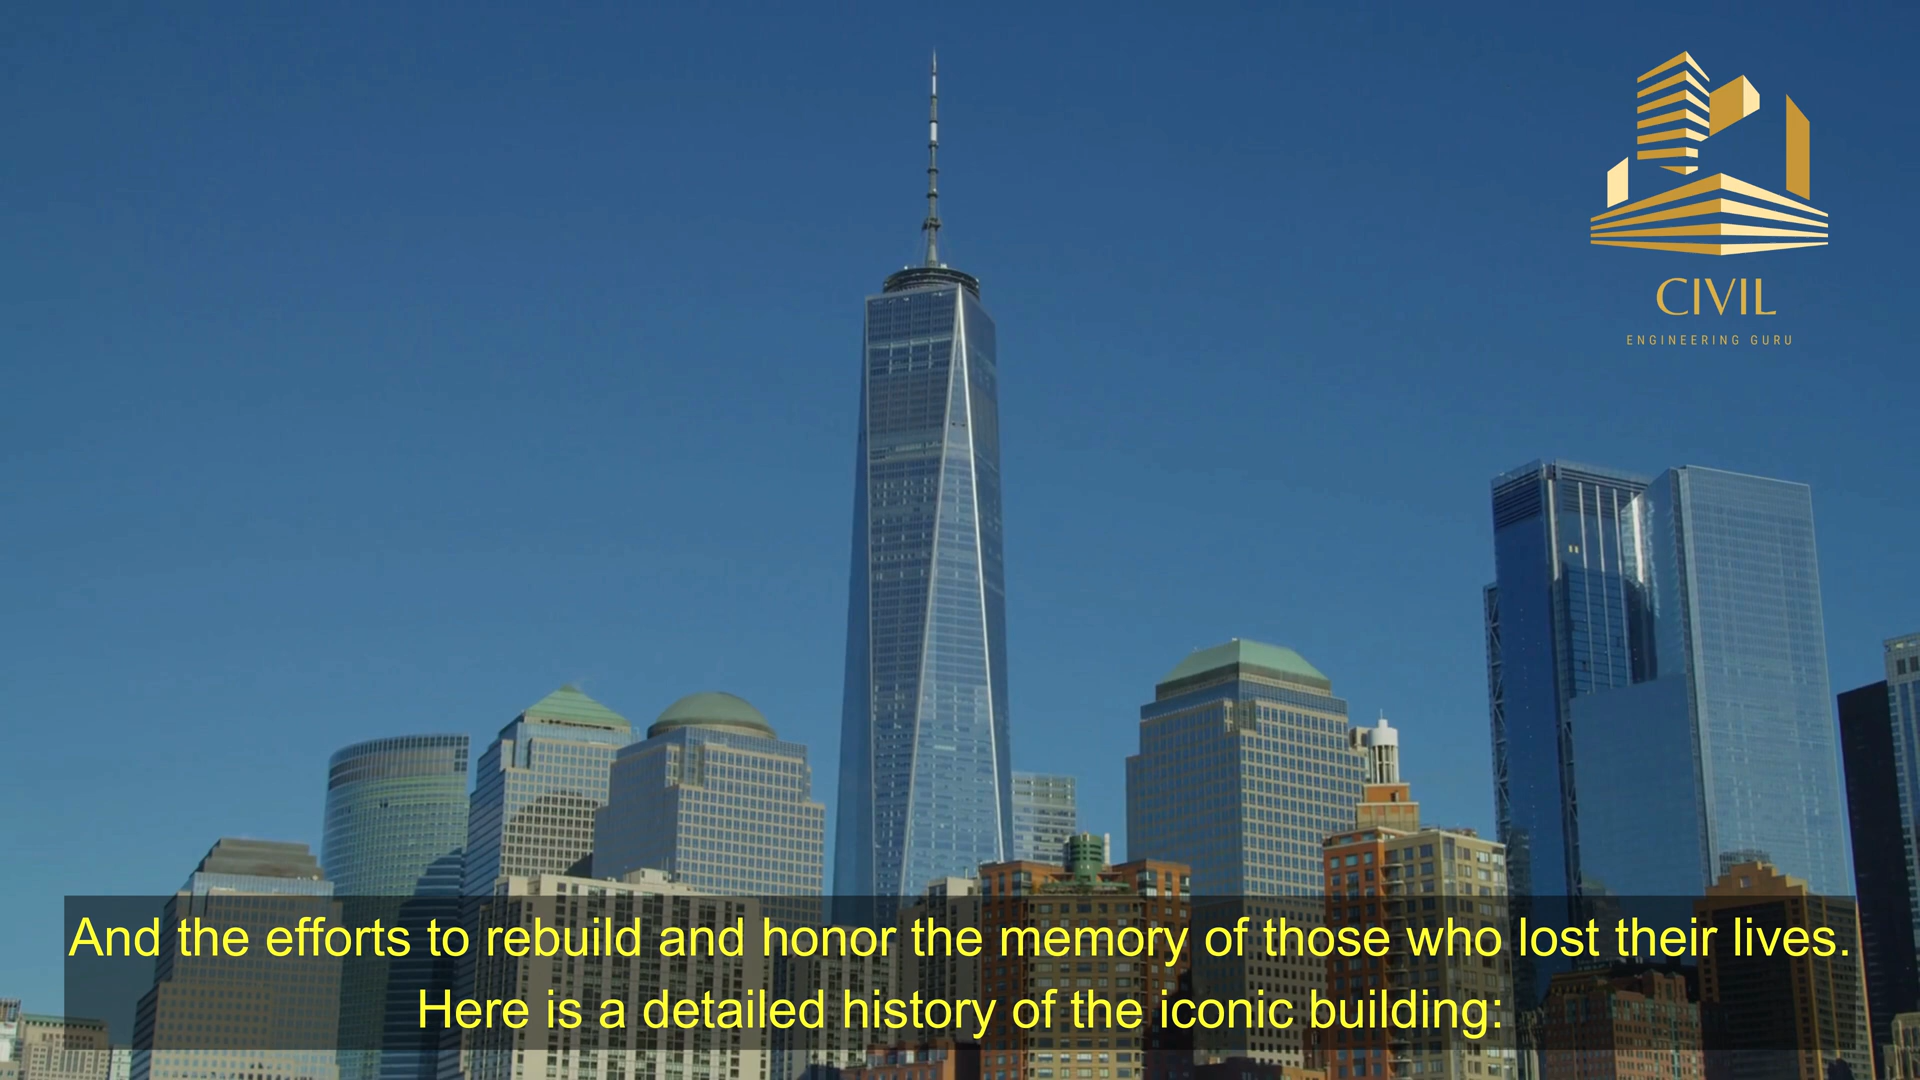 CIVIL
ENGINEERING GURU
And the efforts to rebuild and honor the memory of those who lost their lives.
Here is a detailed history of the iconic building: